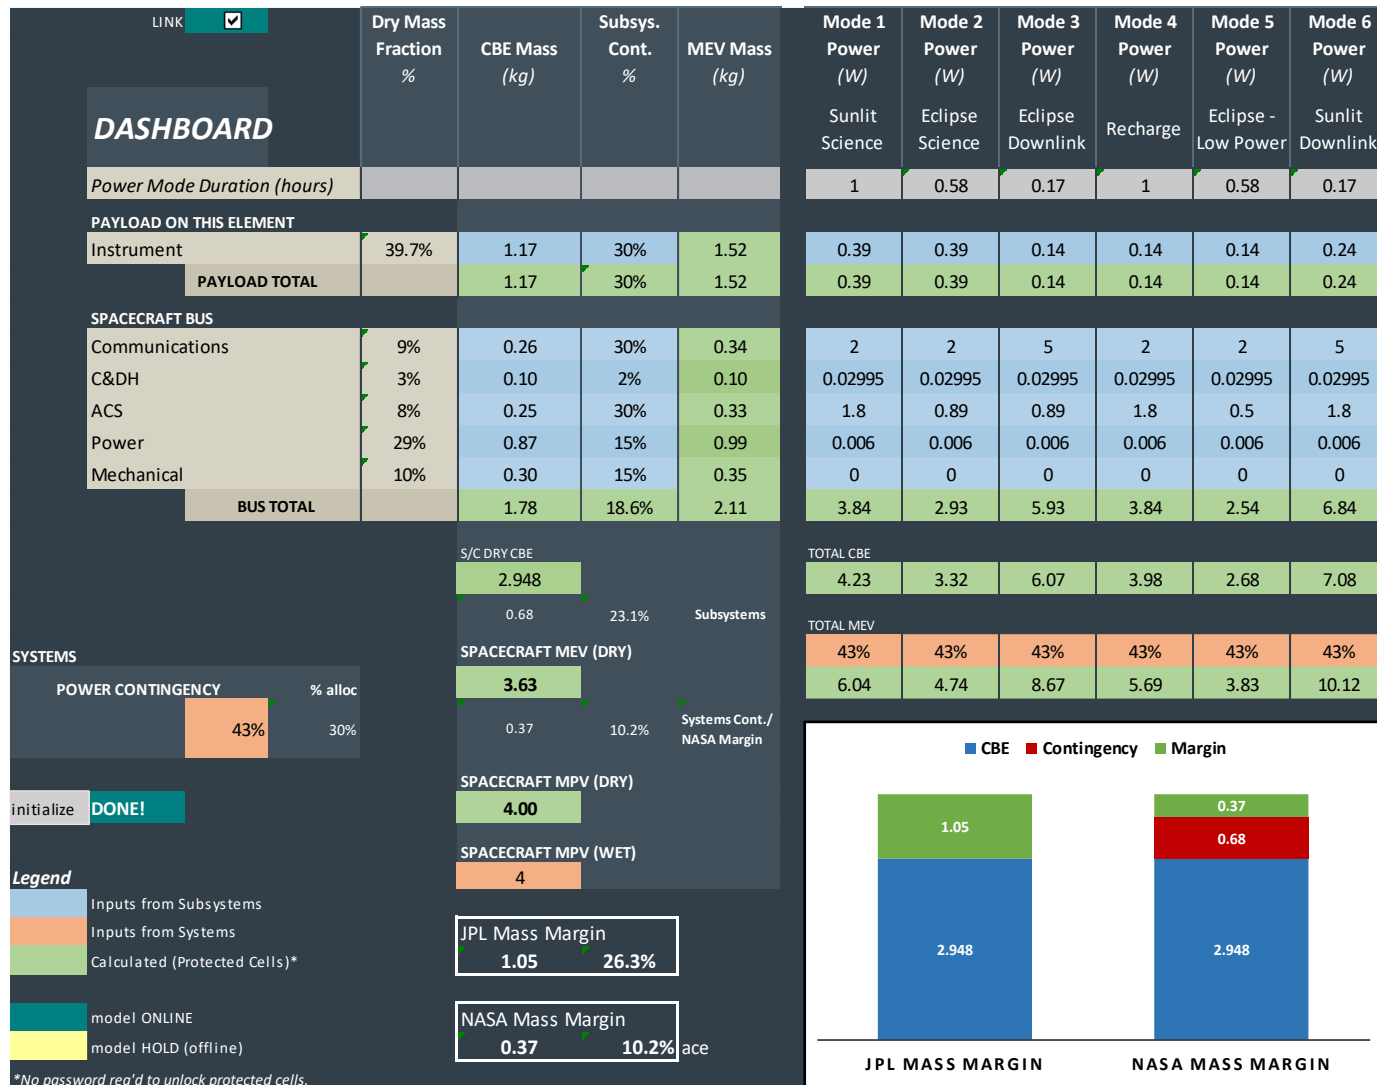 LINK
Dry Mass Fraction % CBE Mass (kg) Subsys. Cont. % MEV Mass (kg) Mode 1 Power (W) Mode 2 Power (W) Mode 3 Power (W) Mode 4 Power (W) Mode 5 Power (W) Mode 6 Power (W)
DASHBOARD Sunlit Science Eclipse Science Eclipse Downlink Recharge Eclipse - Low Power Sunlit Downlink
Power Mode Duration (hours) 1 0.58 0.17 1 0.58 0.17
PAYLOAD ON THIS ELEMENT
Instrument 39.7% 1.17 30% 1.52 0.39 0.39 0.14 0.14 0.14 0.24
PAYLOAD TOTAL 1.17 30% 1.52 0.39 0.39 0.14 0.14 0.14 0.24
SPACECRAFT BUS
Communications 9% 0.26 30% 0.34 2 2 5 2 2 5
C&DH 3% 0.10 2% 0.10 0.02995 0.02995 0.02995 0.02995 0.02995 0.02995
ACS 8% 0.25 30% 0.33 1.8 0.89 0.89 1.8 0.5 1.8
Power 29% 0.87 15% 0.99 0.006 0.006 0.006 0.006 0.006 0.006
Mechanical 10% 0.30 15% 0.35 0 0 0 0 0 0
BUS TOTAL 1.78 18.6% 2.11 3.84 2.93 5.93 3.84 2.54 6.84
S/C DRY CBE TOTAL CBE
2.948 4.23 3.32 6.07 3.98 2.68 7.08
0.68 23.1% Subsystems
TOTAL MEV
SYSTEMS SPACECRAFT MEV (DRY) 43% 43% 43% 43% 43% 43%
POWER CONTINGENCY % alloc 3.63 6.04 4.74 8.67 5.69 3.83 10.12
43% 30% 0.37 10.2% Systems Cont./ NASA Margin
SPACECRAFT MPV (DRY)
initialize DONE! 4.00
SPACECRAFT MPV (WET)
4
Legend
Inputs from Subsystems
Inputs from Systems
Calculated (Protected Cells)*
model ONLINE
model HOLD (offline)
*No password req'd to unlock protected cells.
JPL Mass Margin
1.05 26.3%
NASA Mass Margin
0.37 10.2% ace
CBE Contingency Margin
1.05 0.37
0.68
2.948 2.948
JPL MASS MARGIN NASA MASS MARGIN